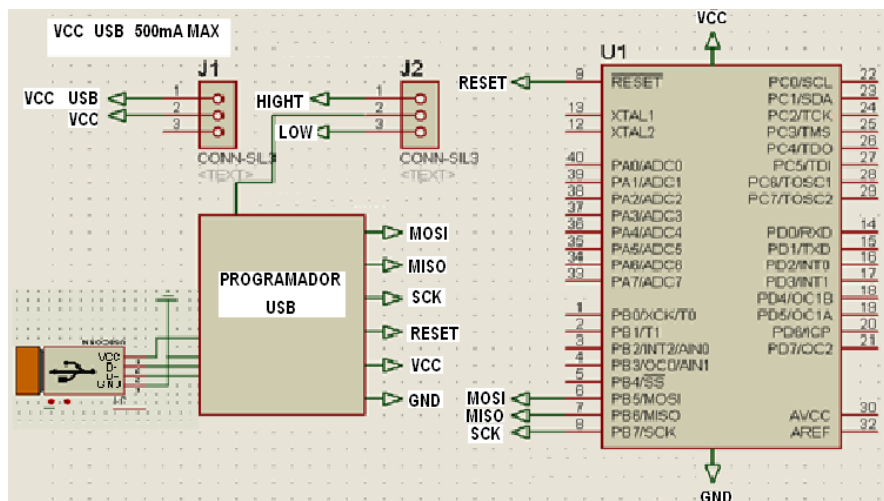 VCC USB 500mA MAX
J1
VCC USB
VCC
1
2
3
CONN-SIL3
<TEXT>
J2
HIGHT
LOW
1
2
3
CONN-SIL3
<TEXT>
PROGRAMADOR
USB
MOSI
MISO
SCK
RESET
VCC
GND
VCC
D-
D+
GND
VCC
U1
RESET
9
RESET
13
XTAL1
12
XTAL2
40
PA0/ADC0
39
PA1/ADC1
38
PA2/ADC2
37
PA3/ADC3
36
PA4/ADC4
35
PA5/ADC5
34
PA6/ADC6
33
PA7/ADC7
1
PB0/XCK/T0
2
PB1/T1
3
PB2/INT2/AIN0
4
PB3/OC0/AIN1
5
PB4/SS
MOSI
6
PB5/MOSI
MISO
7
PB6/MISO
SCK
8
PB7/SCK
PC0/SCL
22
PC1/SDA
23
PC2/TCK
24
PC3/TMS
25
PC4/TDO
26
PC5/TDI
27
PC6/TOSC1
28
PC7/TOSC2
29
PD0/RXD
14
PD1/TXD
15
PD2/INT0
16
PD3/INT1
17
PD4/OC1B
18
PD5/OC1A
19
PD6/ICP
20
PD7/OC2
21
AVCC
30
AREF
32
GND